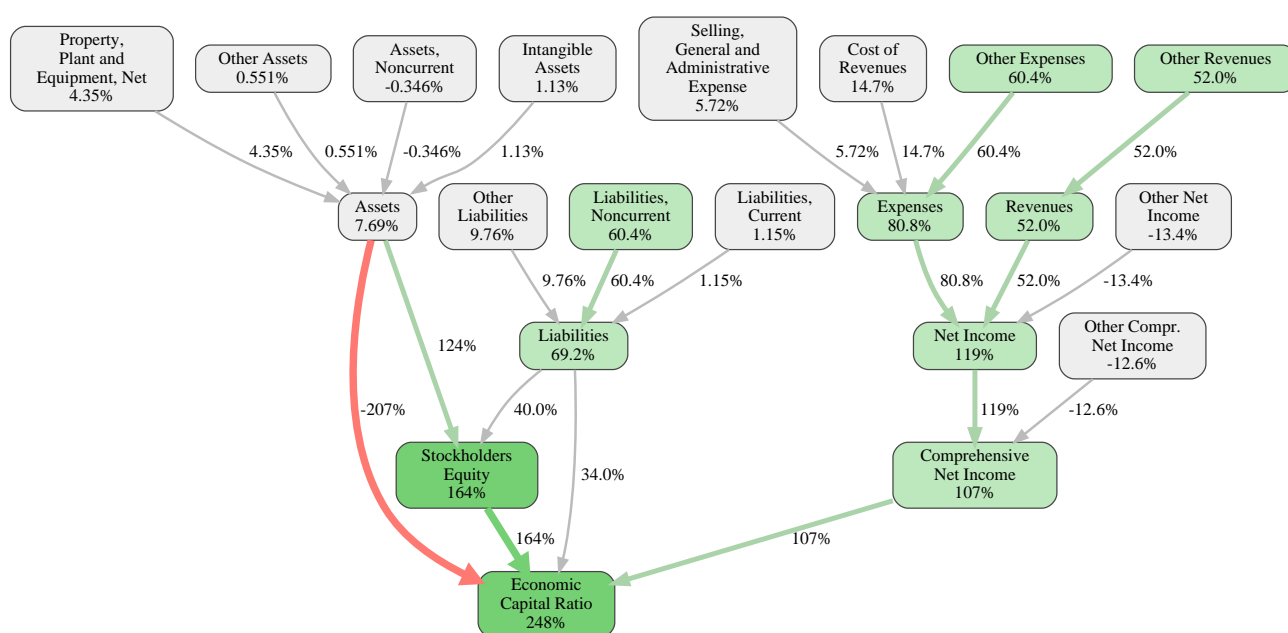 Property,
Plant and
Equipment, Net
4.35%
Other Assets
0.551%
Assets,
Noncurrent
-0.346%
Intangible
Assets
1.13%
Selling,
General and
Administrative
Expense
5.72%
Cost of
Revenues
14.7%
Other Expenses
60.4%
Other Revenues
52.0%
4.35%
0.551%
-0.346%
1.13%
5.72%
14.7%
60.4%
52.0%
Assets
7.69%
Other
Liabilities
9.76%
Liabilities,
Noncurrent
60.4%
Liabilities,
Current
1.15%
Expenses
80.8%
Revenues
52.0%
Other Net
Income
-13.4%
9.76%
60.4%
1.15%
80.8%
52.0%
-13.4%
124%
Liabilities
69.2%
Net Income
119%
Other Compr.
Net Income
-12.6%
-207%
40.0%
119%
-12.6%
Stockholders
Equity
164%
34.0%
Comprehensive
Net Income
107%
164%
107%
Economic
Capital Ratio
248%